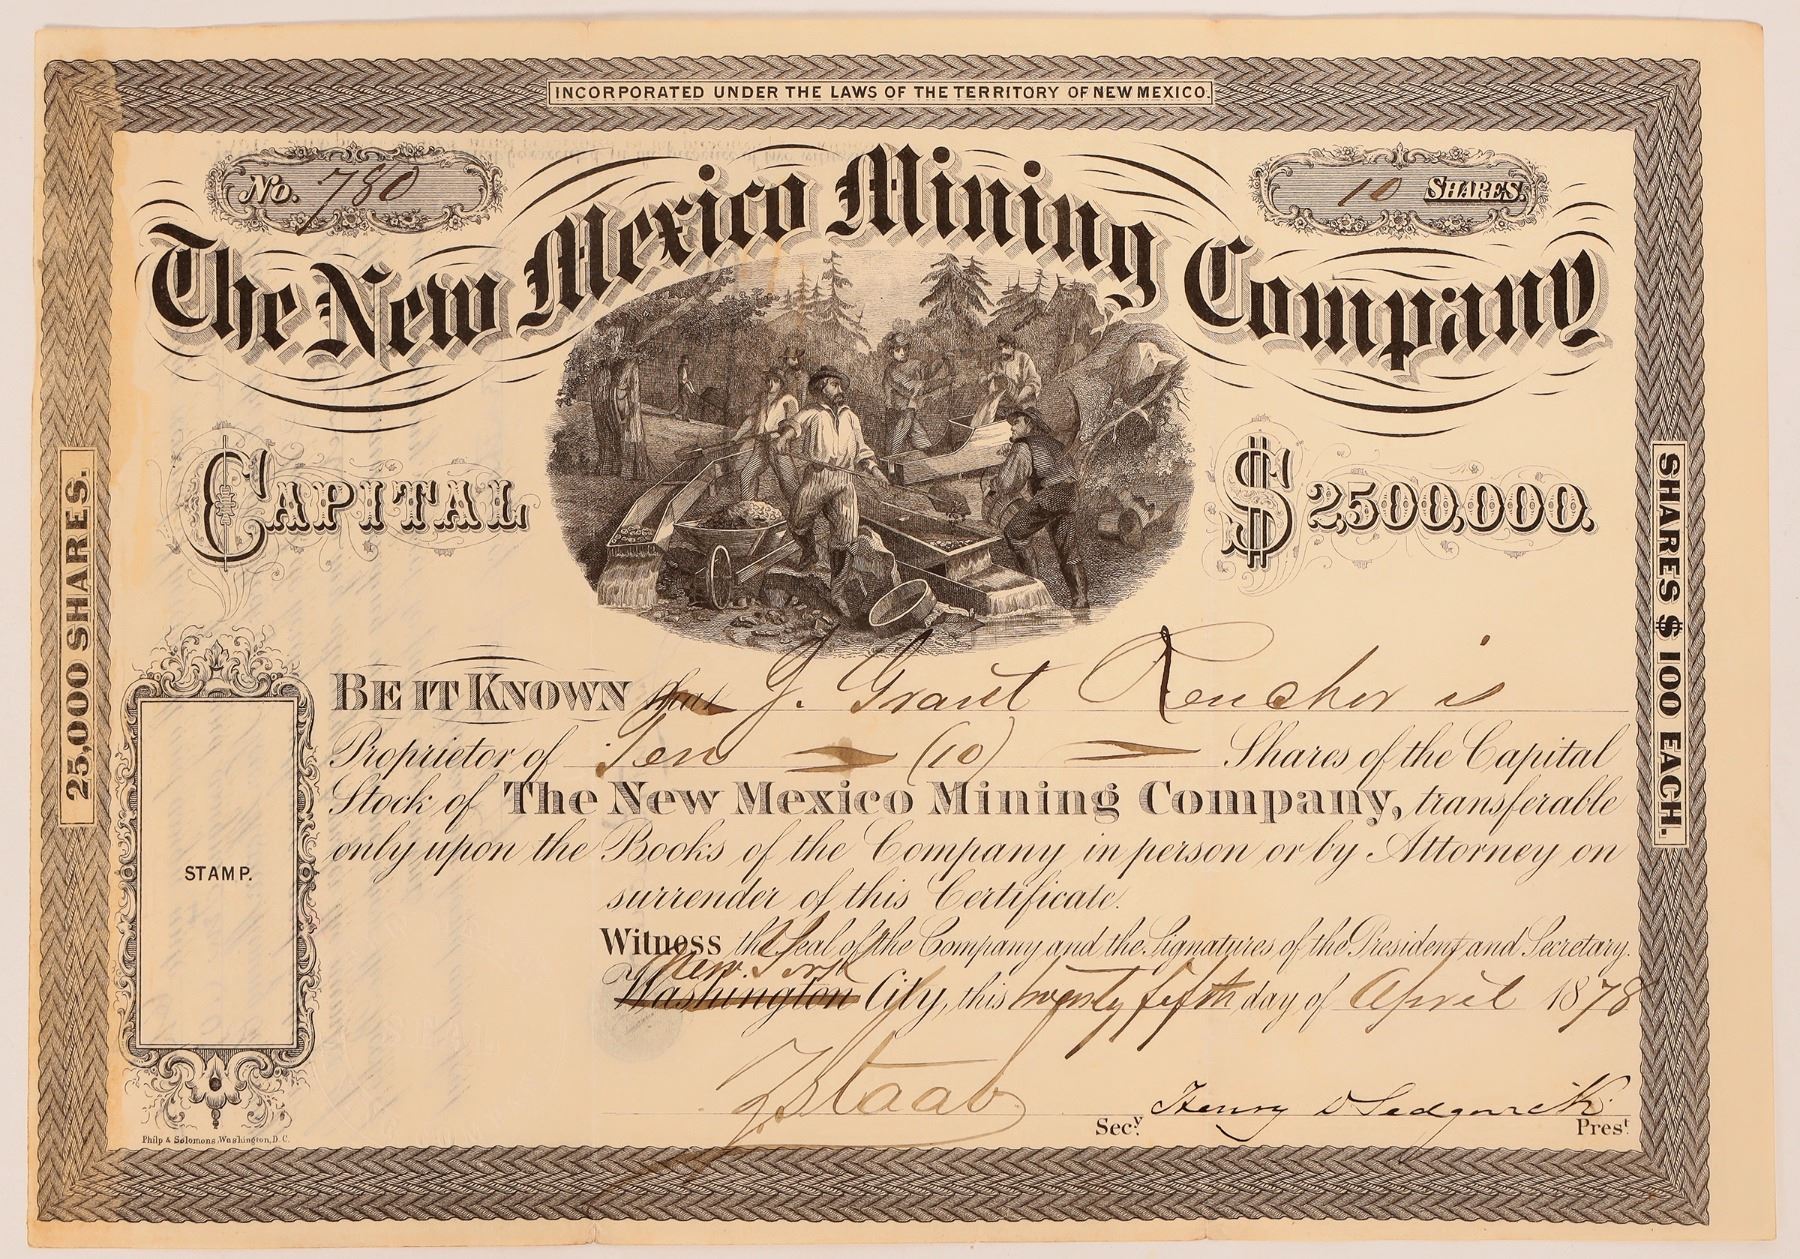 INCORPORATED UNDER THE LAWS OF THE TERRITORY OF NEW MEXICO.
No. 780
10 SHARES.
The New Mexico Mining Company
CAPITAL $2,500,000.
25,000 SHARES.
SHARES $100 EACH.
BE IT KNOWN that J. Grant Rencher is
Proprietor of Ten (10) Shares of the Capital
Stock of The New Mexico Mining Company, transferable
only upon the Books of the Company in person or by Attorney on
surrender of this Certificate.
STAMP.
Witness the Seal of the Company and the Signatures of the President and Secretary.
New York
Washington City, this twenty fifth day of April 1878
Z Staab Secy. Henry D Sedgwick Prest.
Philp & Solomons, Washington, D.C.